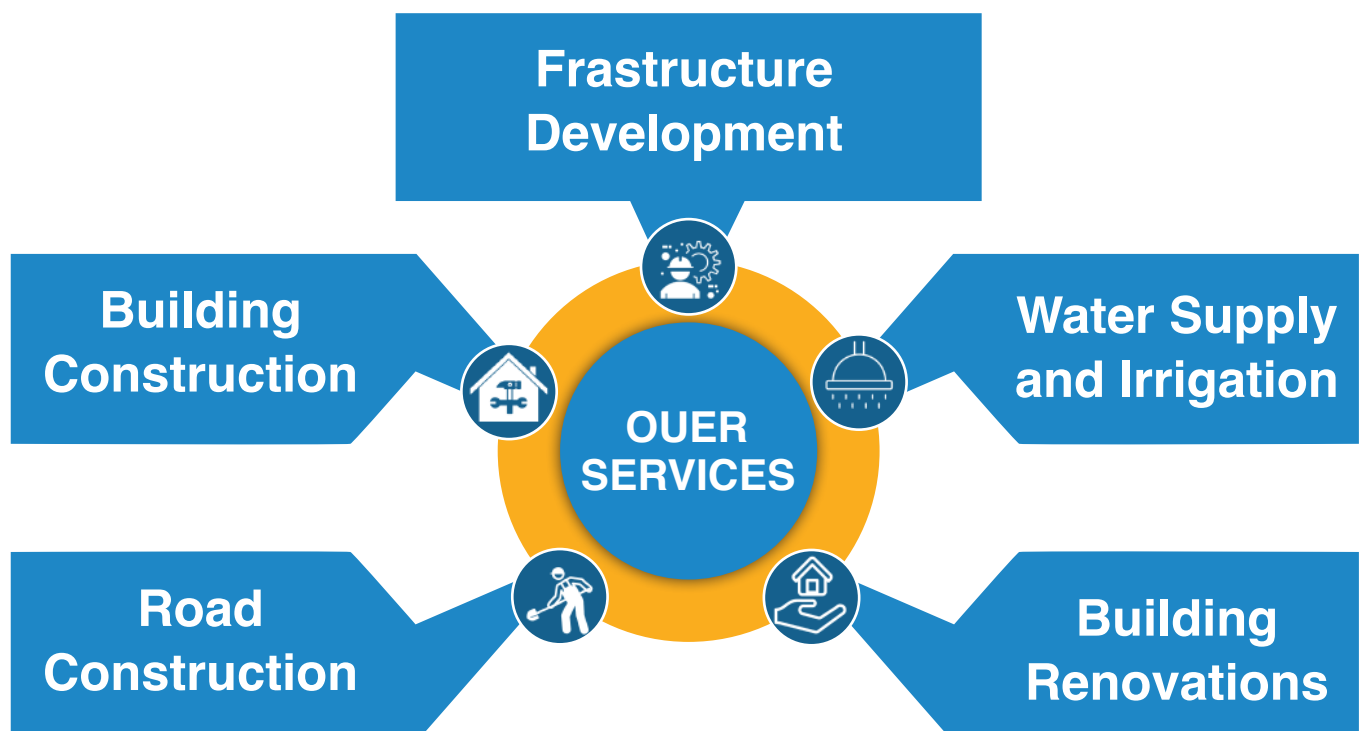 Frastructure
Development
Building
Construction
Water Supply
and Irrigation
OUER
SERVICES
Road
Construction
Building
Renovations